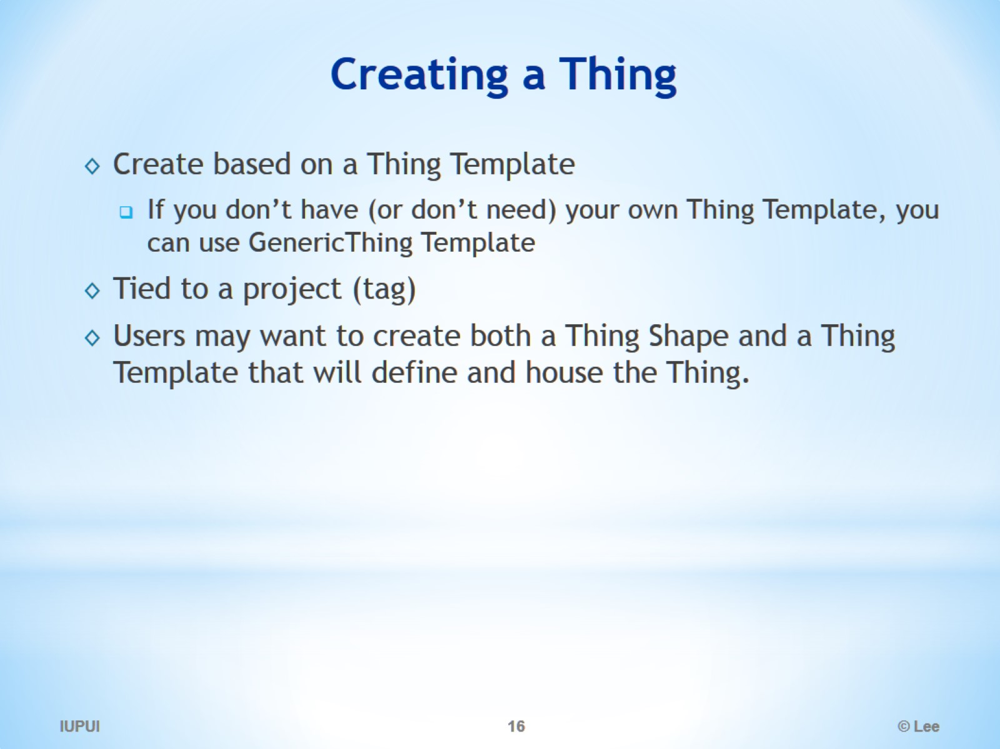 Creating a Thing
Create based on a Thing Template
If you don’t have (or don’t need) your own Thing Template, you
can use GenericThing Template
Tied to a project (tag)
Users may want to create both a Thing Shape and a Thing
Template that will define and house the Thing.
IUPUI
16
© Lee